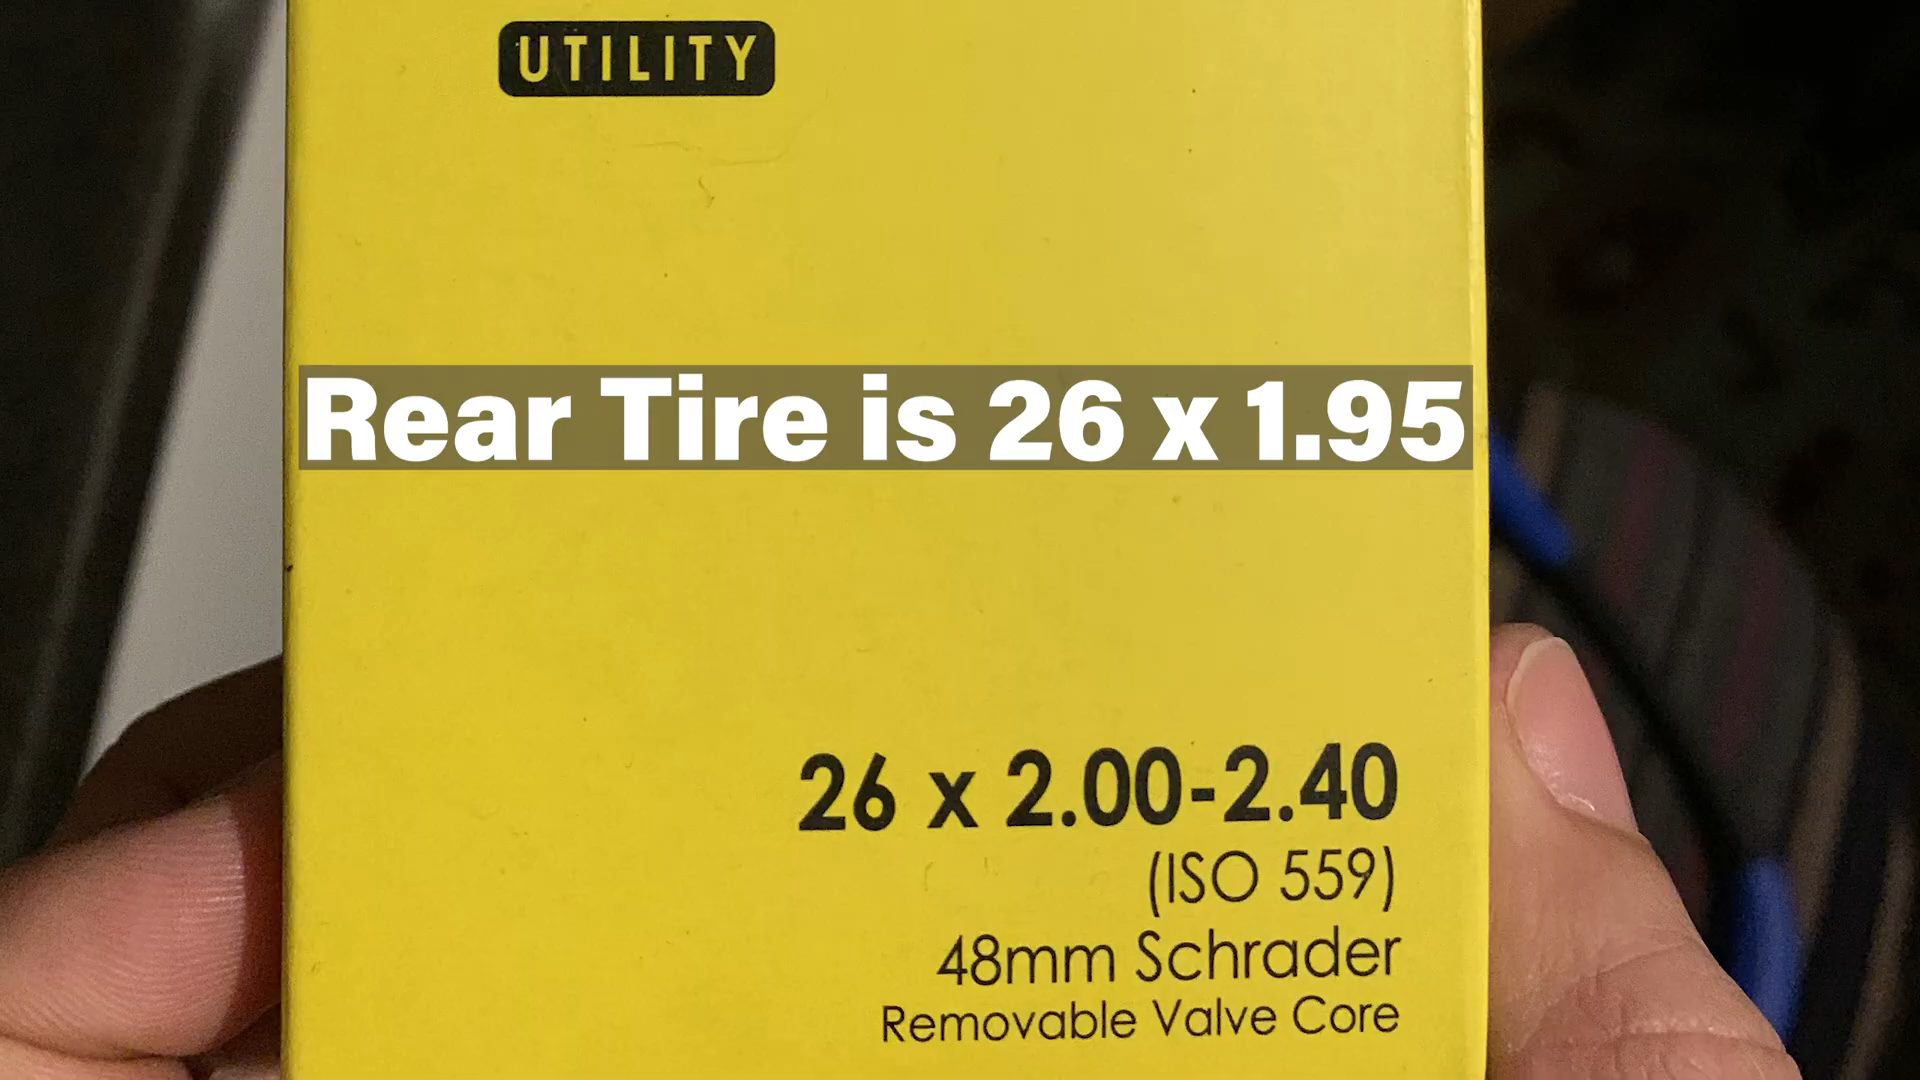 UTILITY
Rear Tire is 26 x 1.95
26 x 2.00-2.40
(ISO 559)
48mm Schrader
Removable Valve Core